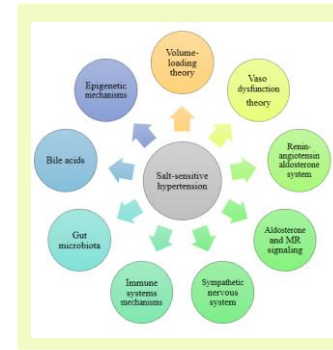 Volume-
loading
theory
Vaso
dysfunction
theory
Renin-
angiotensin
aldosterone
system
Aldosterone
and MR
signaling
Sympathetic
nervous
system
Immune
systems
mechanisms
Gut
microbiota
Bile acids
Epigenetic
mechanisms
Salt-sensitive
hypertension